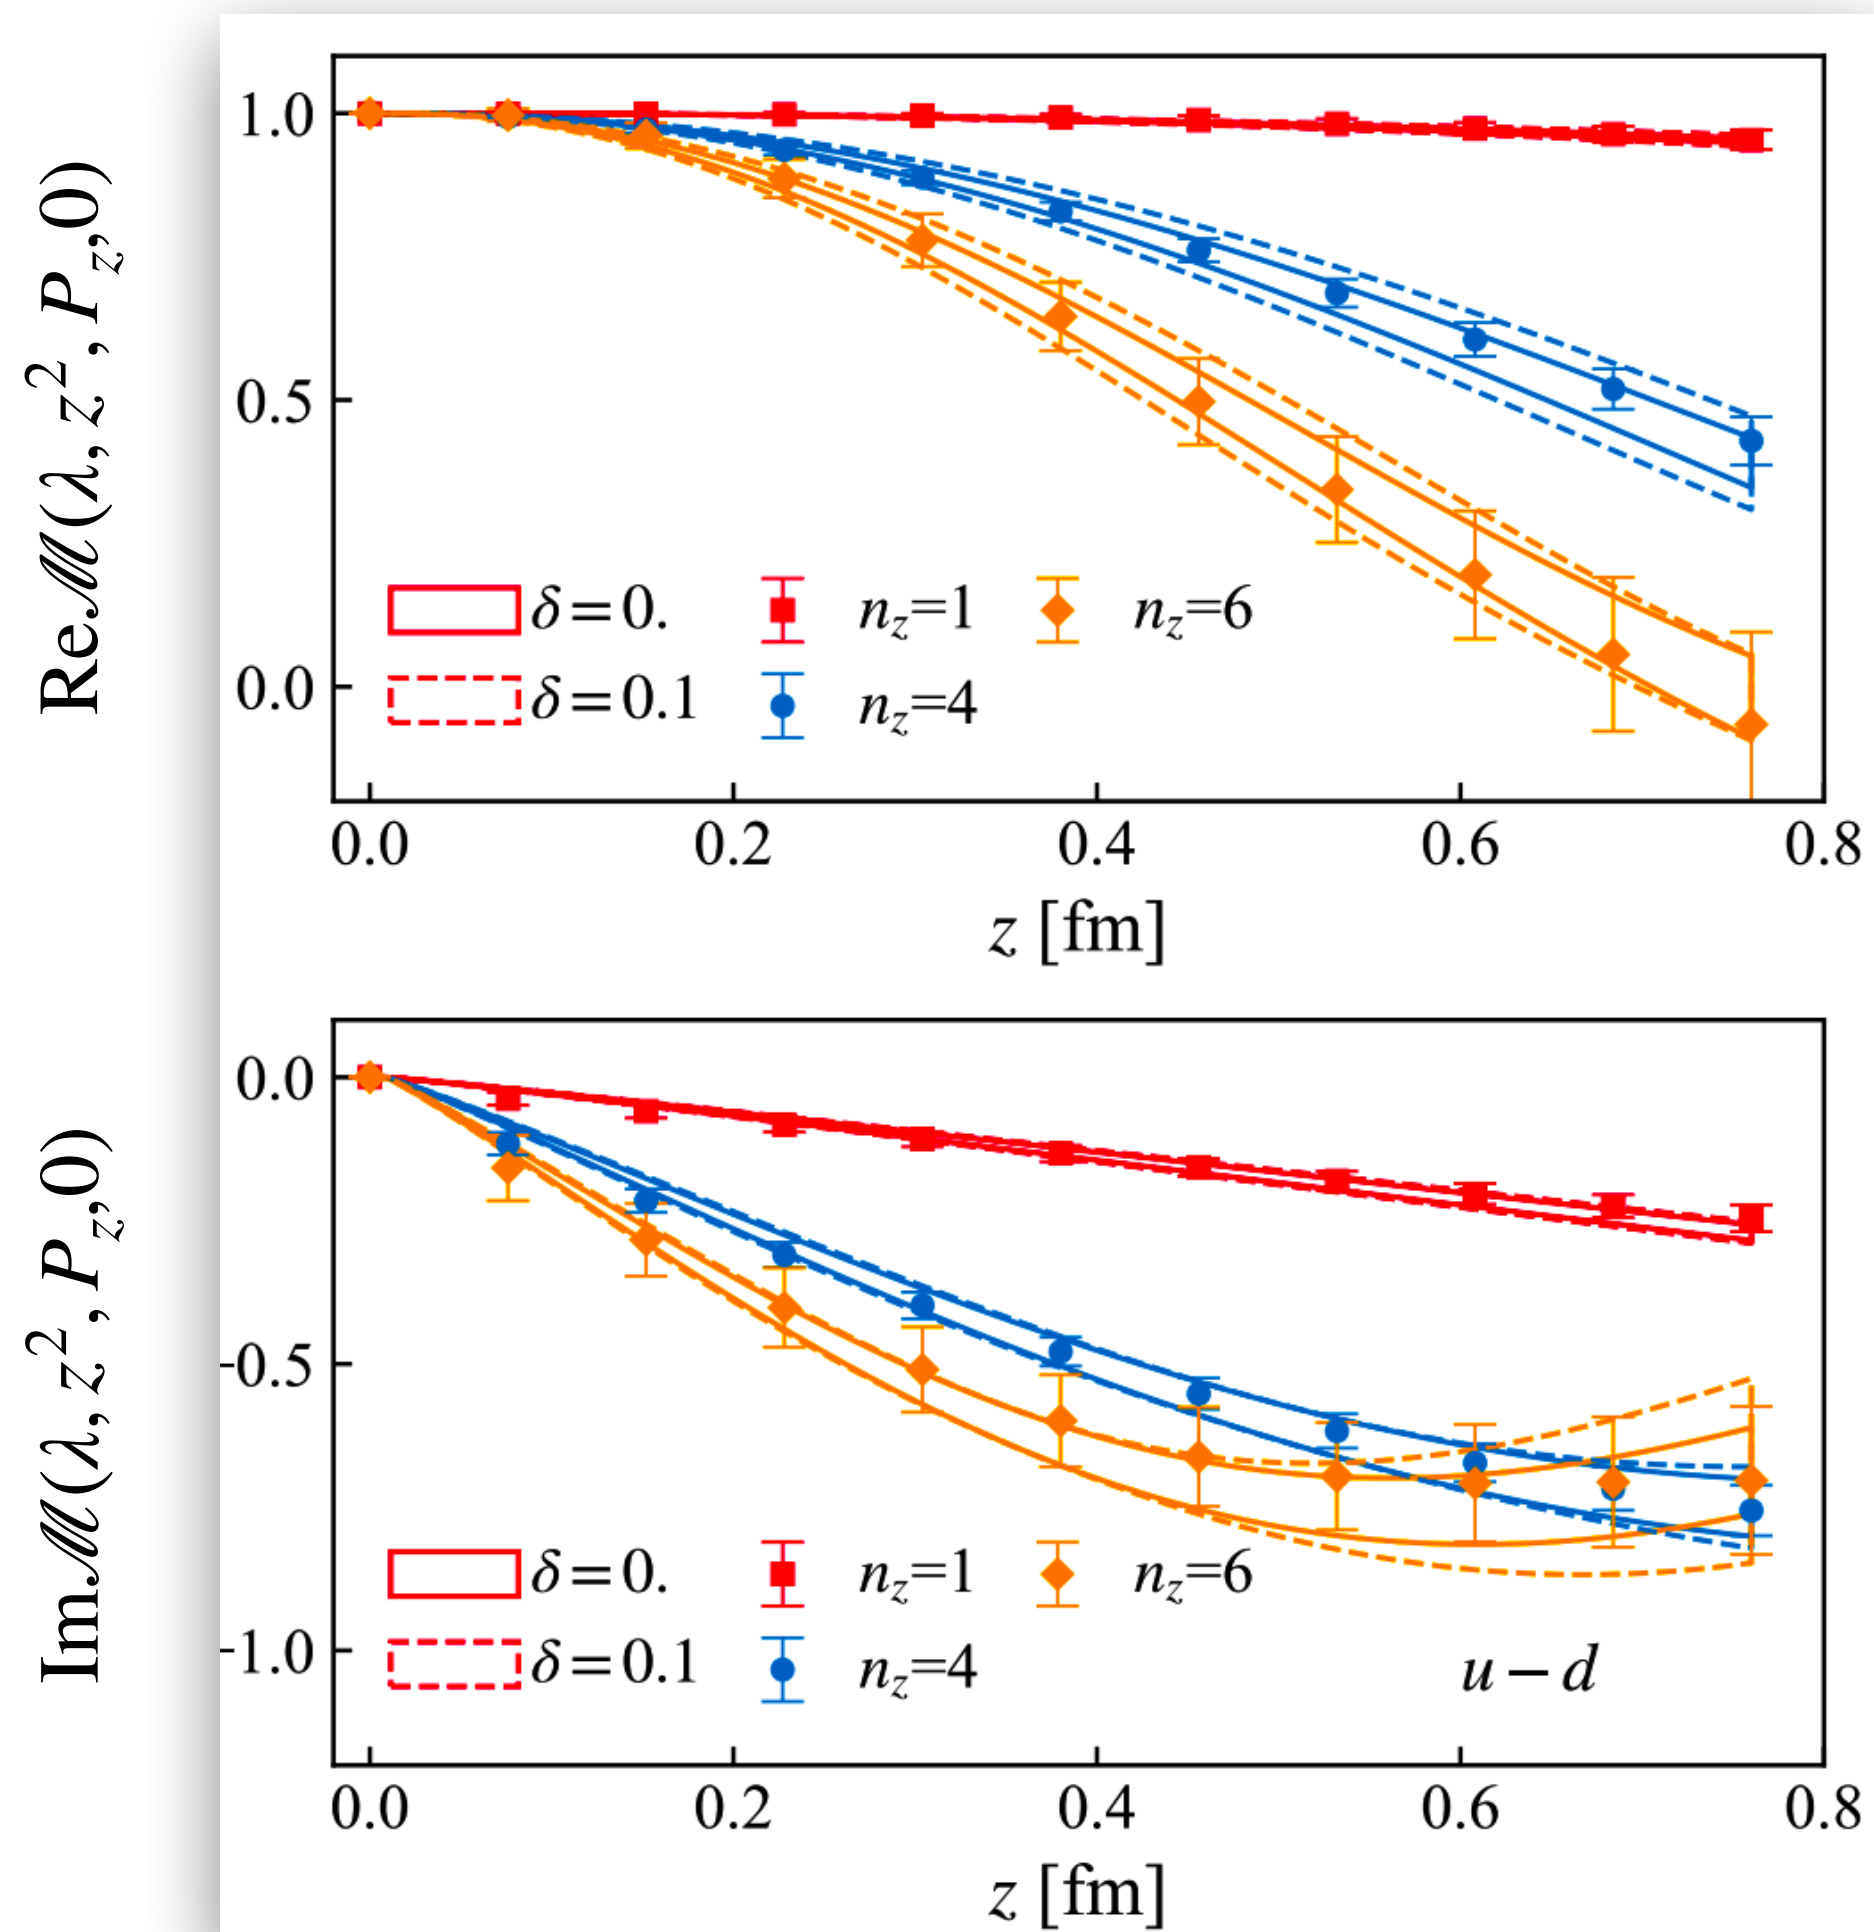 Reℳ(λ, z², P_z, 0)
1.0
0.5
0.0
δ = 0.
n_z=1
n_z=6
δ = 0.1
n_z=4
0.0 0.2 0.4 0.6 0.8
z [fm]
Imℳ(λ, z², P_z, 0)
0.0
−0.5
−1.0
δ = 0.
n_z=1
n_z=6
δ = 0.1
n_z=4
u − d
0.0 0.2 0.4 0.6 0.8
z [fm]